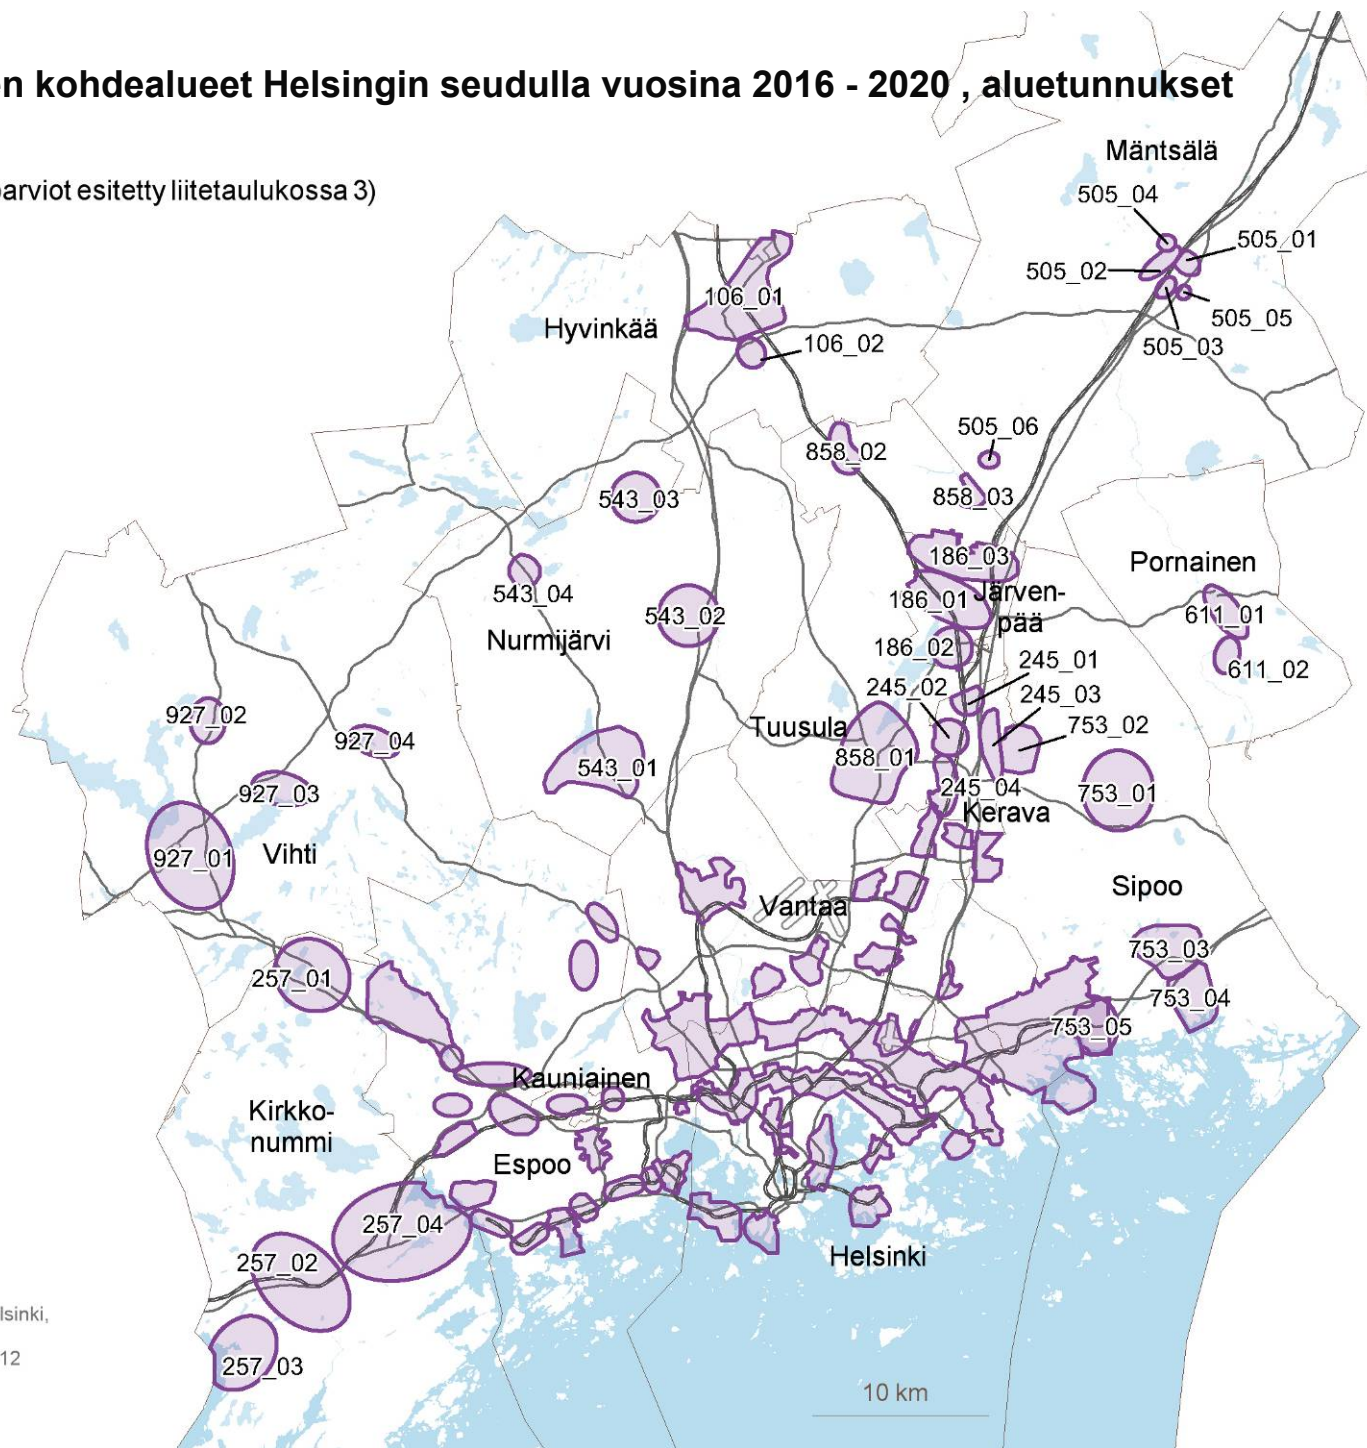 n kohdealueet Helsingin seudulla vuosina 2016 - 2020 , aluetunnukset
arviot esitetty liitetaulukossa 3)
Mäntsälä
505_04
505_01
505_02
505_05
505_03
106_01
Hyvinkää
106_02
505_06
858_02
858_03
543_03
186_03
Pornainen
543_04
186_01
Järven-
pää
543_02
611_01
Nurmijärvi
186_02
245_01
611_02
245_02
245_03
927_02
Tuusula
753_02
927_04
858_01
543_01
245_04
753_01
927_03
Kerava
Vihti
927_01
Sipoo
Vantaa
753_03
257_01
753_04
753_05
Kauniainen
Kirkko-
nummi
Espoo
257_04
Helsinki
257_02
lsinki,
12
257_03
10 km